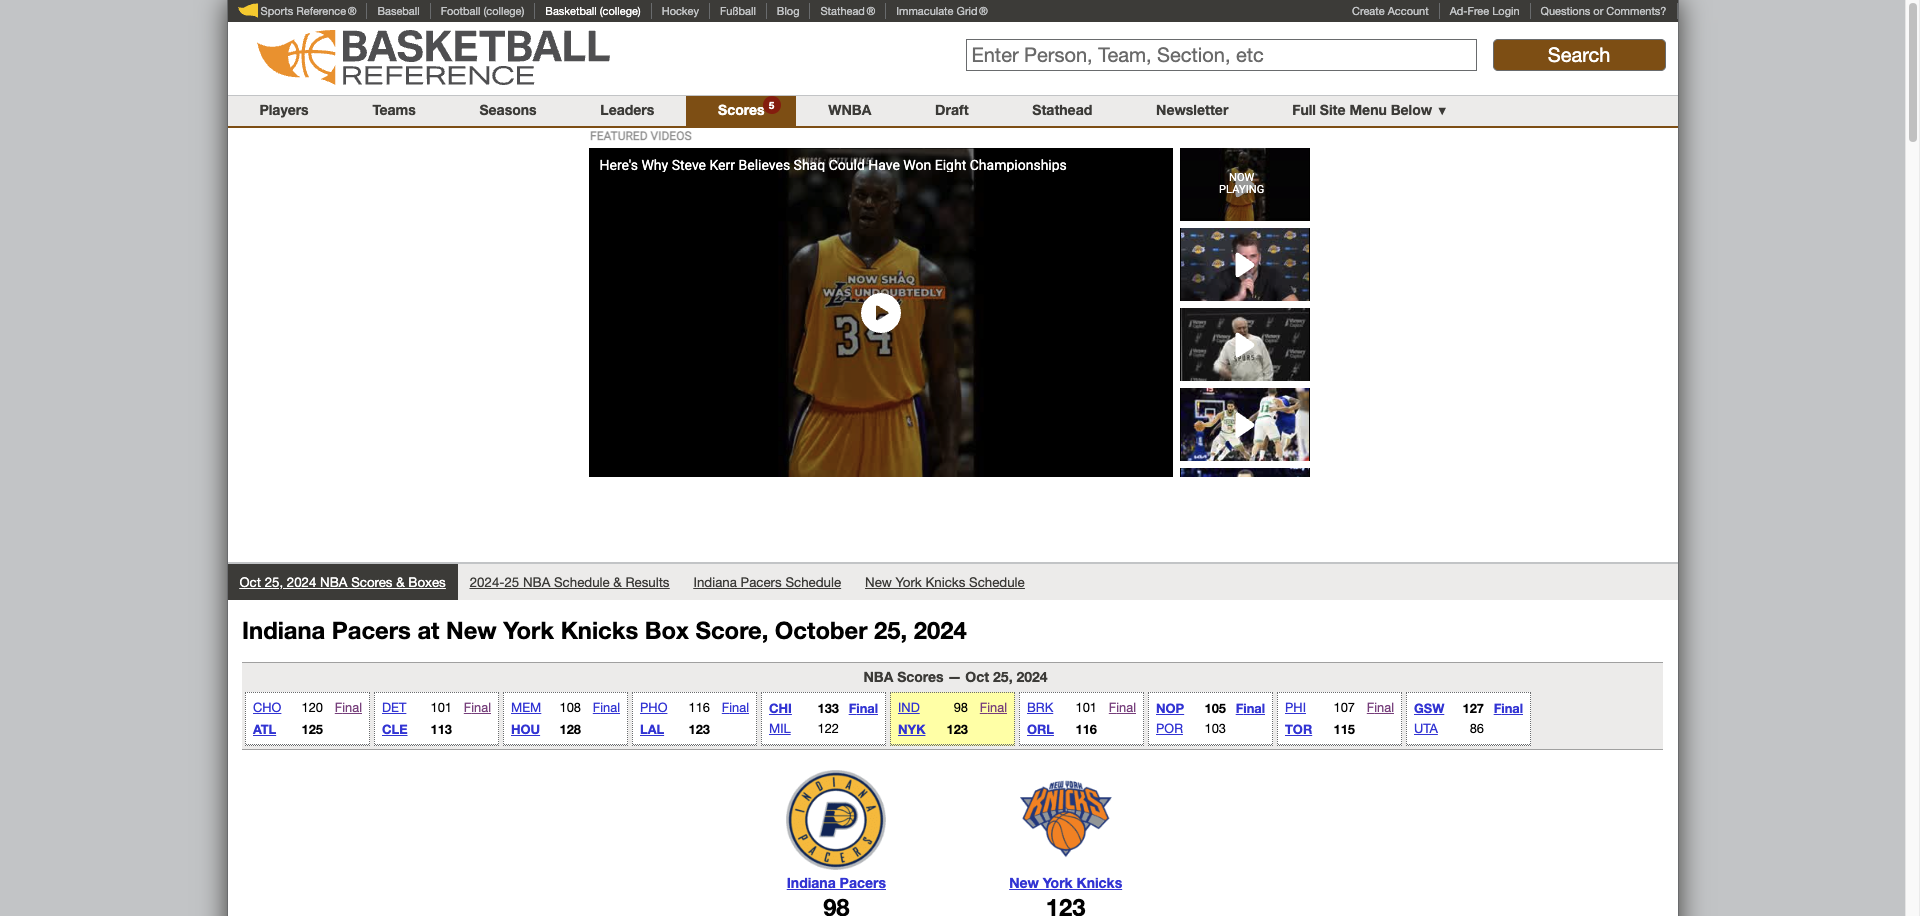 Sports Reference® Baseball Football (college) Basketball (college) Hockey Fußball Blog Stathead® Immaculate Grid® Create Account Ad-Free Login Questions or Comments?
BASKETBALL
REFERENCE
Enter Person, Team, Section, etc Search
Players Teams Seasons Leaders Scores 5 WNBA Draft Stathead Newsletter Full Site Menu Below ▼
FEATURED VIDEOS
Here's Why Steve Kerr Believes Shaq Could Have Won Eight Championships
NOW
PLAYING
NOW SHAQ
WAS UNDOUBTEDLY
34
Oct 25, 2024 NBA Scores & Boxes 2024-25 NBA Schedule & Results Indiana Pacers Schedule New York Knicks Schedule
Indiana Pacers at New York Knicks Box Score, October 25, 2024
NBA Scores — Oct 25, 2024
CHO 120 Final DET 101 Final MEM 108 Final PHO 116 Final CHI 133 Final IND 98 Final BRK 101 Final NOP 105 Final PHI 107 Final GSW 127 Final
ATL 125 CLE 113 HOU 128 LAL 123 MIL 122 NYK 123 ORL 116 POR 103 TOR 115 UTA 86
INDIANA
PACERS
NEW YORK
KNICKS
Indiana Pacers New York Knicks
98 123